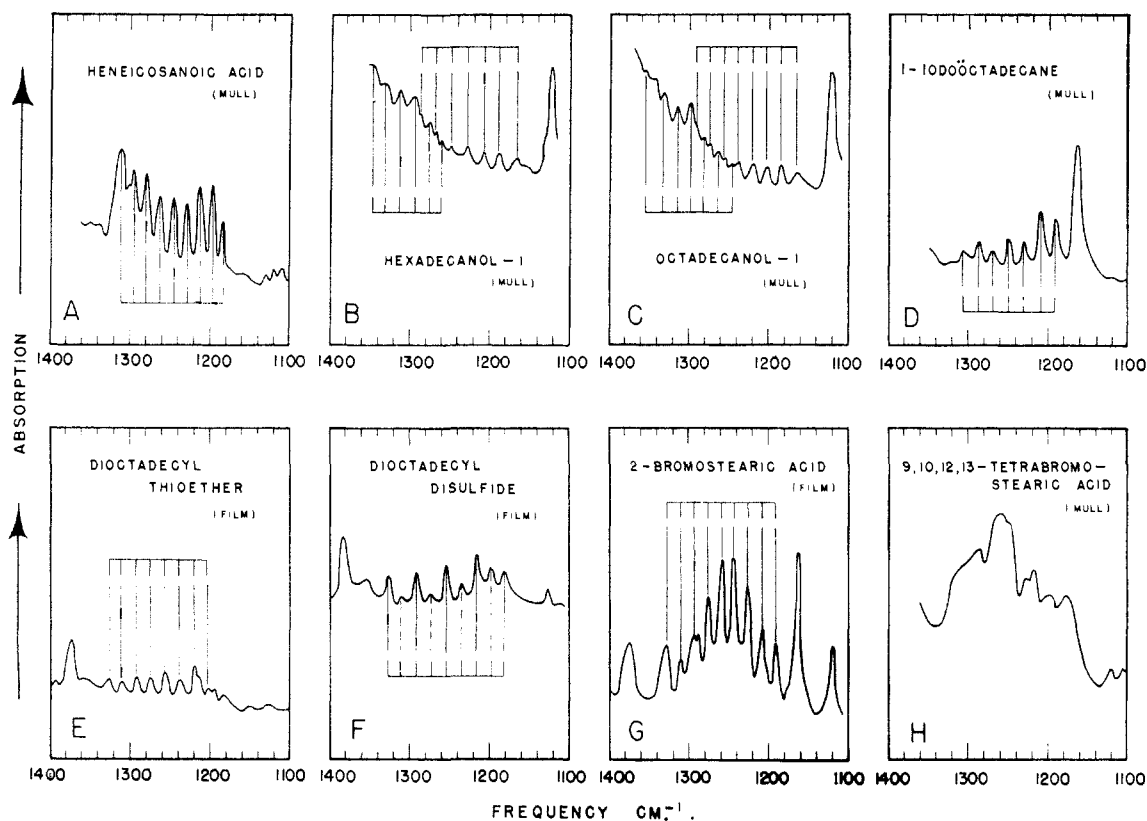 ABSORPTION
HENEICOSANOIC ACID
(MULL)
A
1400 1300 1200 1100
HEXADECANOL-1
(MULL)
B
1400 1300 1200 1100
OCTADECANOL-1
(MULL)
C
1400 1300 1200 1100
1-IODOÖCTADECANE
(MULL)
D
1400 1300 1200 1100
DIOCTADECYL
THIOETHER
(FILM)
E
1400 1300 1200 1100
DIOCTADECYL
DISULFIDE
(FILM)
F
1400 1300 1200 1100
2-BROMOSTEARIC ACID
(FILM)
G
1400 1300 1200 1100
9,10,12,13-TETRABROMO-
STEARIC ACID
(MULL)
H
1400 1300 1200 1100
FREQUENCY CM.⁻¹.